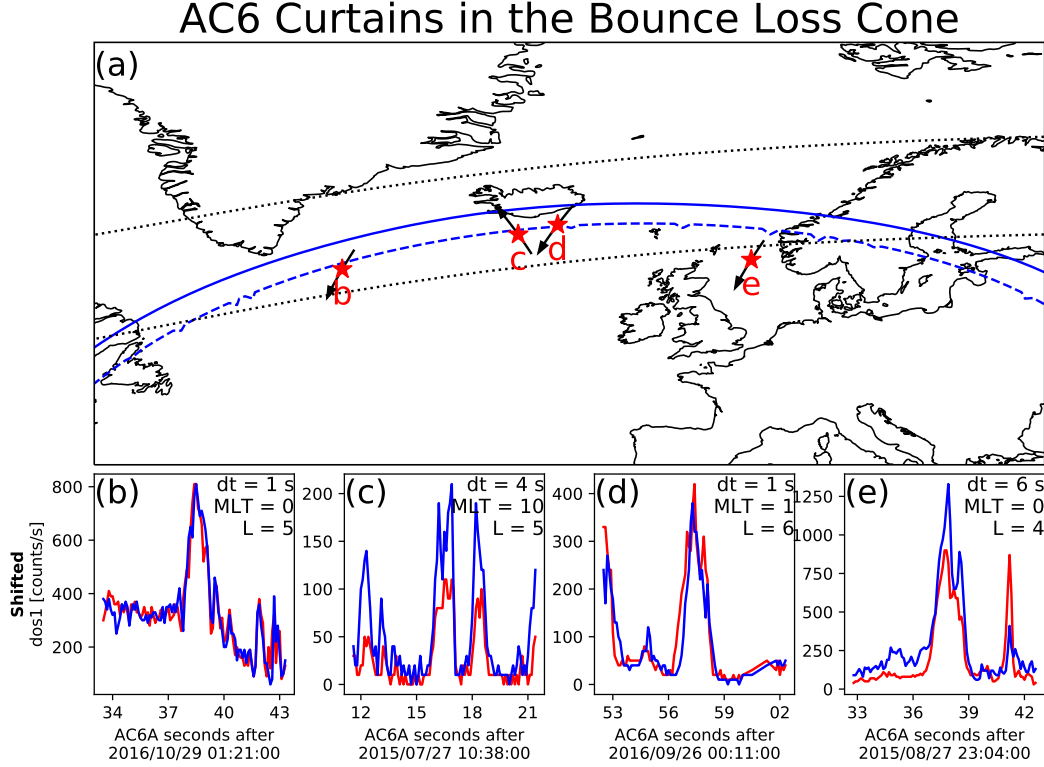 AC6 Curtains in the Bounce Loss Cone
(a)
b
c
d
e
(b)
dt = 1 s
MLT = 0
L = 5
800
600
400
200
34
38
40
43
Shifted
dos1 [counts/s]
AC6A seconds after
2016/10/29 01:21:00
(c)
dt = 4 s
MLT = 10
L = 5
200
150
100
50
0
12
15
18
21
AC6A seconds after
2015/07/27 10:38:00
(d)
dt = 1 s
MLT = 1
L = 6
400
300
200
100
0
53
56
59
02
AC6A seconds after
2016/09/26 00:11:00
(e)
dt = 6 s
MLT = 0
L = 4
1250
1000
750
500
250
0
33
36
39
42
AC6A seconds after
2015/08/27 23:04:00